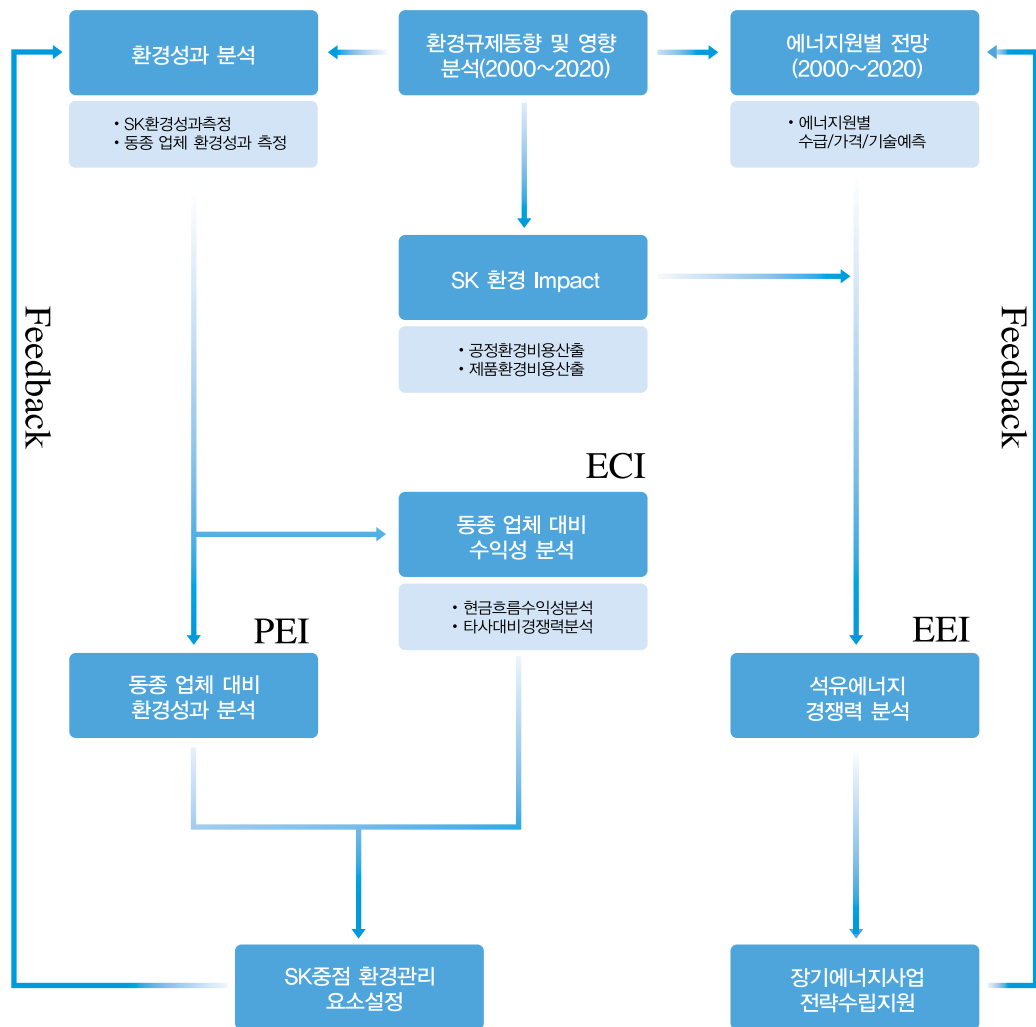 환경성과 분석
• SK환경성과측정
• 동종 업체 환경성과 측정
환경규제동향 및 영향
분석(2000~2020)
에너지원별 전망
(2000~2020)
• 에너지원별
수급/가격/기술예측
SK 환경 Impact
• 공정환경비용산출
• 제품환경비용산출
Feedback
Feedback
ECI
동종 업체 대비
수익성 분석
• 현금흐름수익성분석
• 타사대비경쟁력분석
PEI
동종 업체 대비
환경성과 분석
EEI
석유에너지
경쟁력 분석
SK중점 환경관리
요소설정
장기에너지사업
전략수립지원